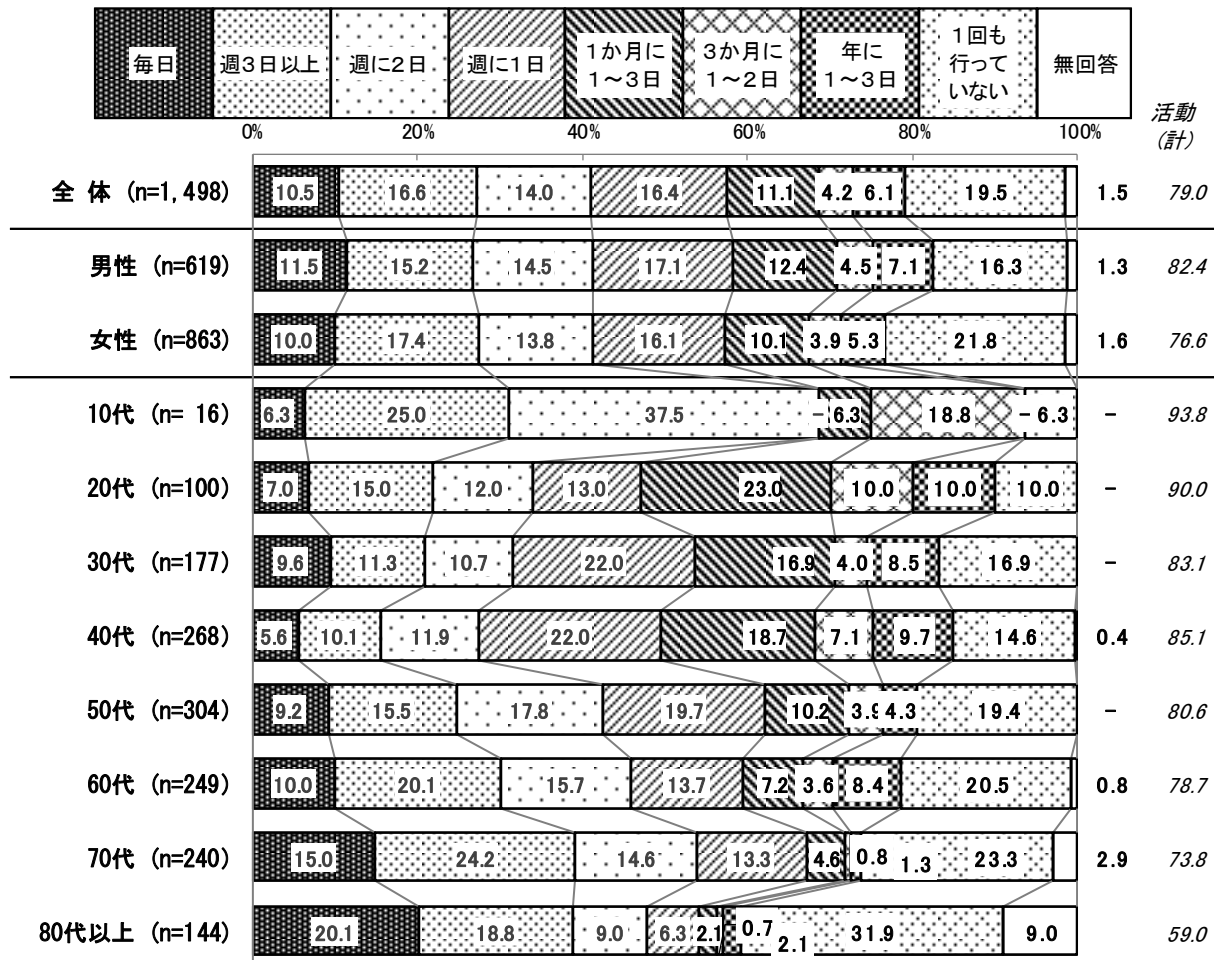 毎日 週３日以上 週に２日 週に１日 １か月に１～３日 ３か月に１～２日 年に１～３日 １回も行っていない 無回答
0% 20% 40% 60% 80% 100% 活動(計)
全 体 (n=1,498) 10.5 16.6 14.0 16.4 11.1 4.2 6.1 19.5 1.5 79.0
男性 (n=619) 11.5 15.2 14.5 17.1 12.4 4.5 7.1 16.3 1.3 82.4
女性 (n=863) 10.0 17.4 13.8 16.1 10.1 3.9 5.3 21.8 1.6 76.6
10代 (n= 16) 6.3 25.0 37.5 - 6.3 18.8 - 6.3 - 93.8
20代 (n=100) 7.0 15.0 12.0 13.0 23.0 10.0 10.0 10.0 - 90.0
30代 (n=177) 9.6 11.3 10.7 22.0 16.9 4.0 8.5 16.9 - 83.1
40代 (n=268) 5.6 10.1 11.9 22.0 18.7 7.1 9.7 14.6 0.4 85.1
50代 (n=304) 9.2 15.5 17.8 19.7 10.2 3.9 4.3 19.4 - 80.6
60代 (n=249) 10.0 20.1 15.7 13.7 7.2 3.6 8.4 20.5 0.8 78.7
70代 (n=240) 15.0 24.2 14.6 13.3 4.6 0.8 1.3 23.3 2.9 73.8
80代以上 (n=144) 20.1 18.8 9.0 6.3 2.1 0.7 2.1 31.9 9.0 59.0